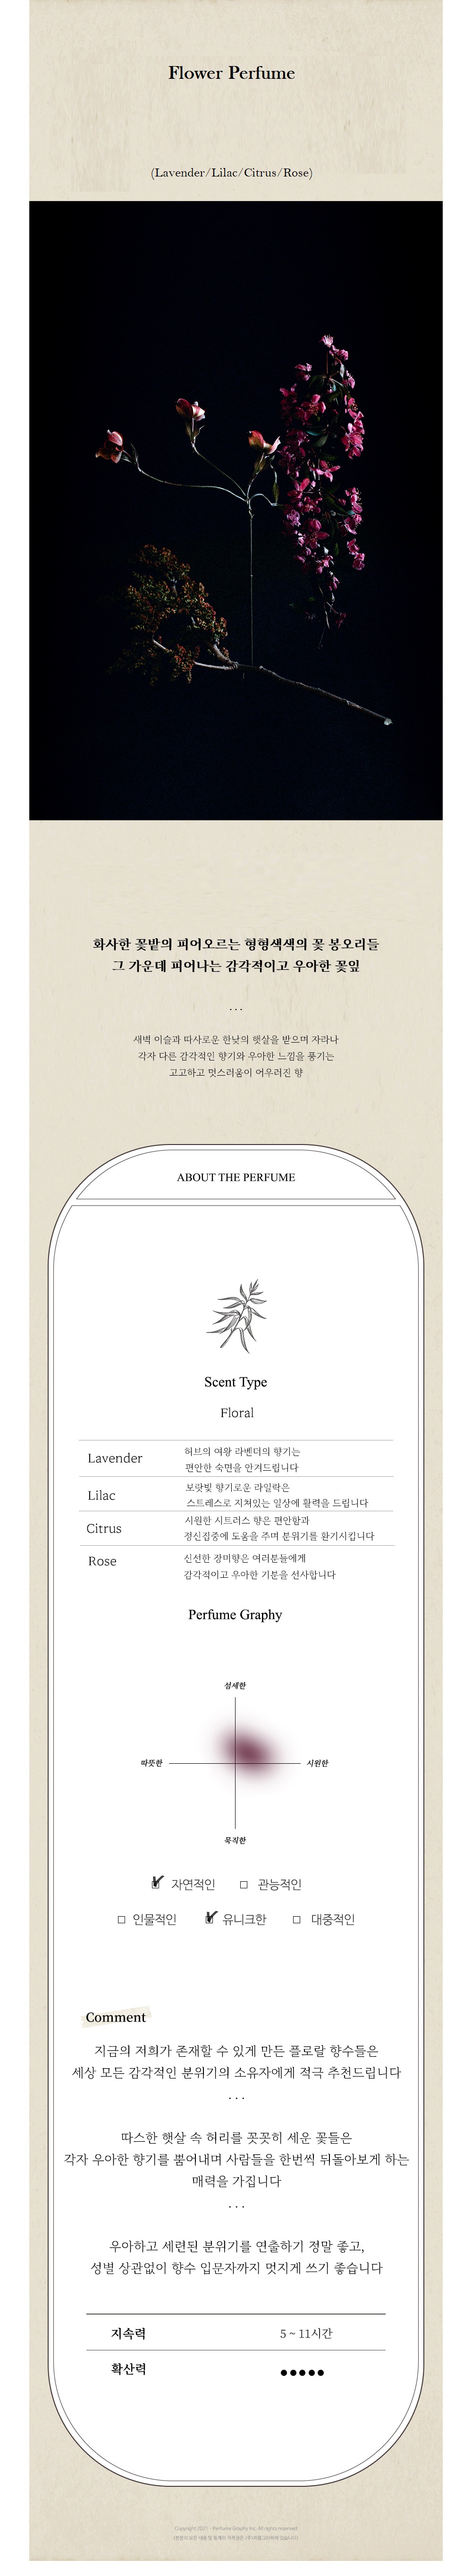 Flower Perfume
(Lavender/Lilac/Citrus/Rose)
화사한 꽃밭의 피어오르는 형형색색의 꽃 봉오리들
그 가운데 피어나는 감각적이고 우아한 꽃잎
...
새벽 이슬과 따사로운 한낮의 햇살을 받으며 자라나
각자 다른 감각적인 향기와 우아한 느낌을 풍기는
고고하고 멋스러움이 어우러진 향
ABOUT THE PERFUME
Scent Type
Floral
Lavender
허브의 여왕 라벤더의 향기는
편안한 숙면을 안겨드립니다
Lilac
보랏빛 향기로운 라일락은
스트레스로 지쳐있는 일상에 활력을 드립니다
Citrus
시원한 시트러스 향은 편안함과
정신집중에 도움을 주며 분위기를 환기시킵니다
Rose
신선한 장미향은 여러분들에게
감각적이고 우아한 기분을 선사합니다
Perfume Graphy
섬세한
따뜻한 시원한
묵직한
자연적인 관능적인
인물적인 유니크한 대중적인
Comment
지금의 저희가 존재할 수 있게 만든 플로랄 향수들은
세상 모든 감각적인 분위기의 소유자에게 적극 추천드립니다
...
따스한 햇살 속 허리를 꼿꼿히 세운 꽃들은
각자 우아한 향기를 뿜어내며 사람들을 한번씩 뒤돌아보게 하는
매력을 가집니다
...
우아하고 세련된 분위기를 연출하기 정말 좋고,
성별 상관없이 향수 입문자까지 멋지게 쓰기 좋습니다
지속력 5 ~ 11시간
확산력 ●●●●●
Copyright 2021. Perfume Graphy Inc. All rights reserved